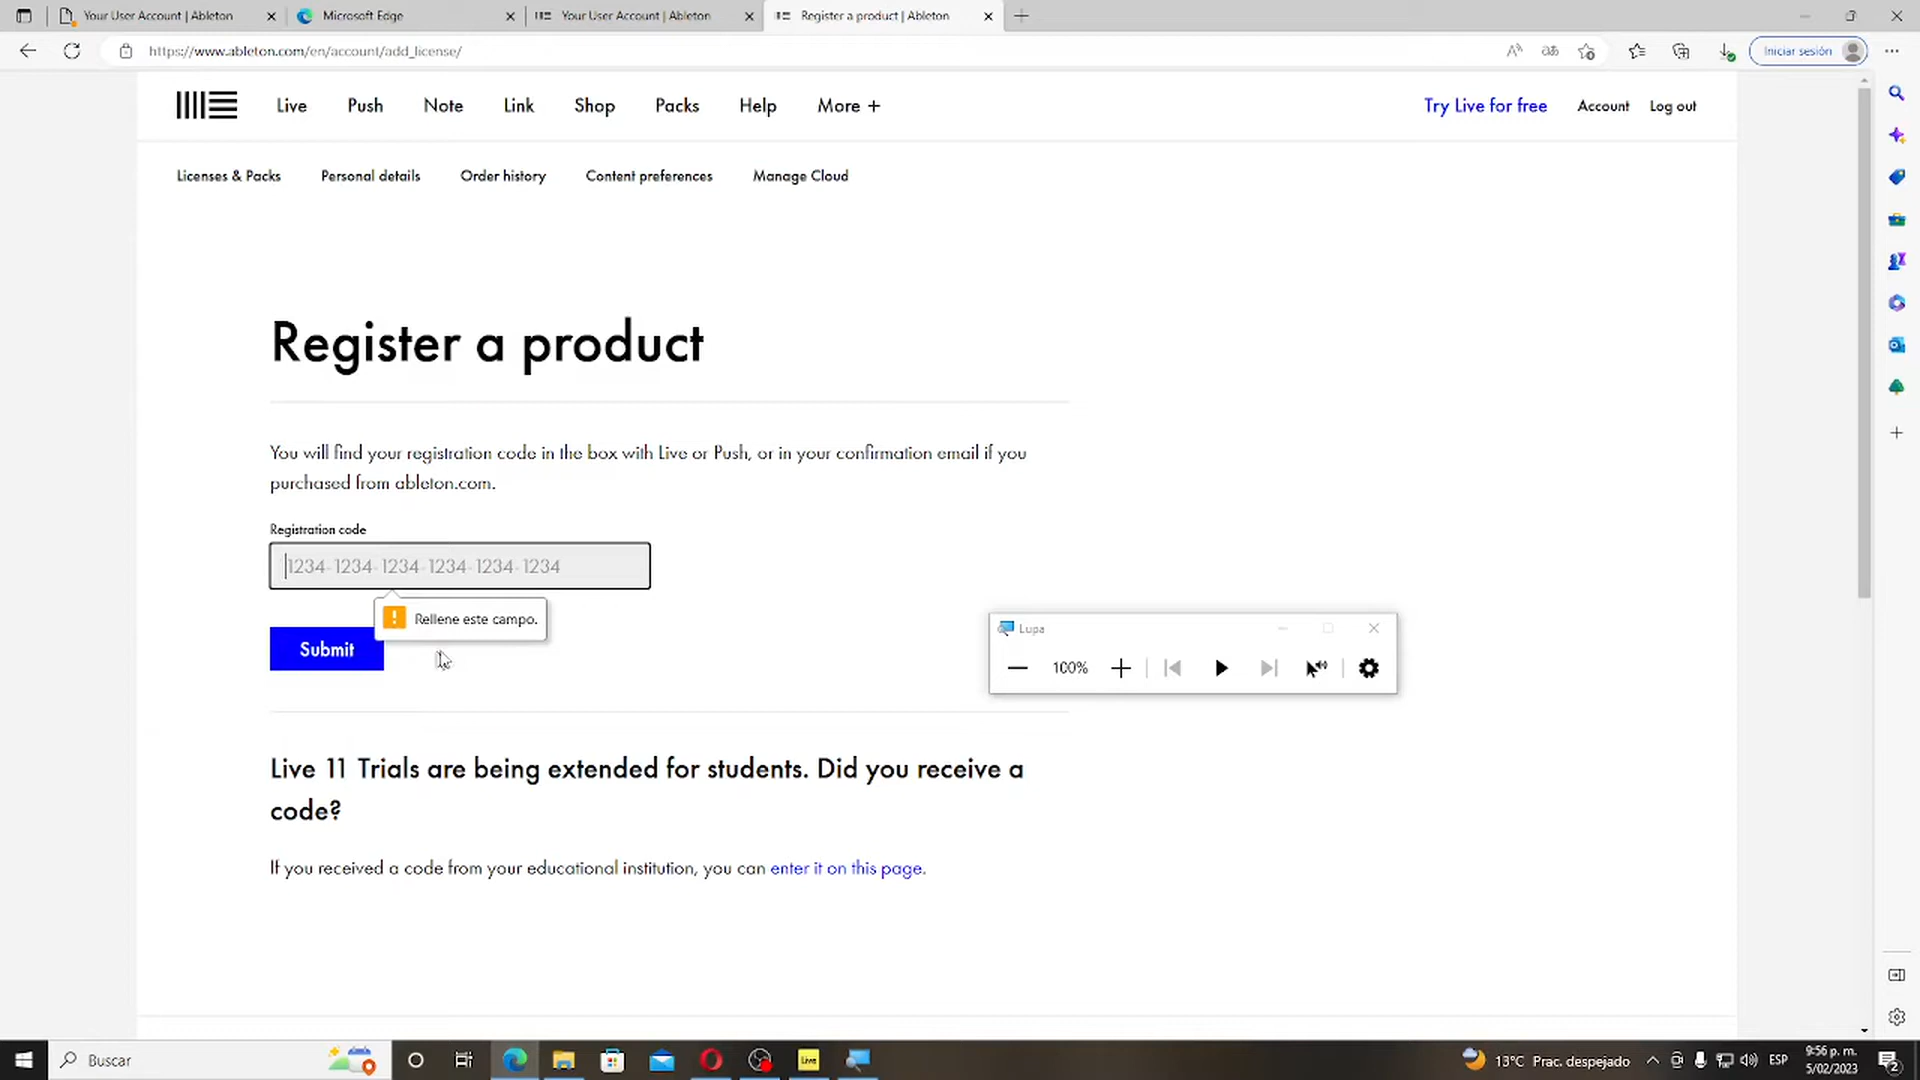 Your User Account | Ableton
Microsoft Edge
Your User Account | Ableton
Register a product | Ableton
https://www.ableton.com/en/account/add_license/
Iniciar sesión
Live
Push
Note
Link
Shop
Packs
Help
More +
Try Live for free
Account
Log out
Licenses & Packs
Personal details
Order history
Content preferences
Manage Cloud
Register a product
You will find your registration code in the box with Live or Push, or in your confirmation email if you
purchased from ableton.com.
Registration code
1234-1234-1234-1234-1234-1234
Rellene este campo.
Submit
Lupa
100%
Live 11 Trials are being extended for students. Did you receive a
code?
If you received a code from your educational institution, you can enter it on this page.
Buscar
Live
13°C Prac. despejado
ESP
9:56 p. m.
5/02/2023
2